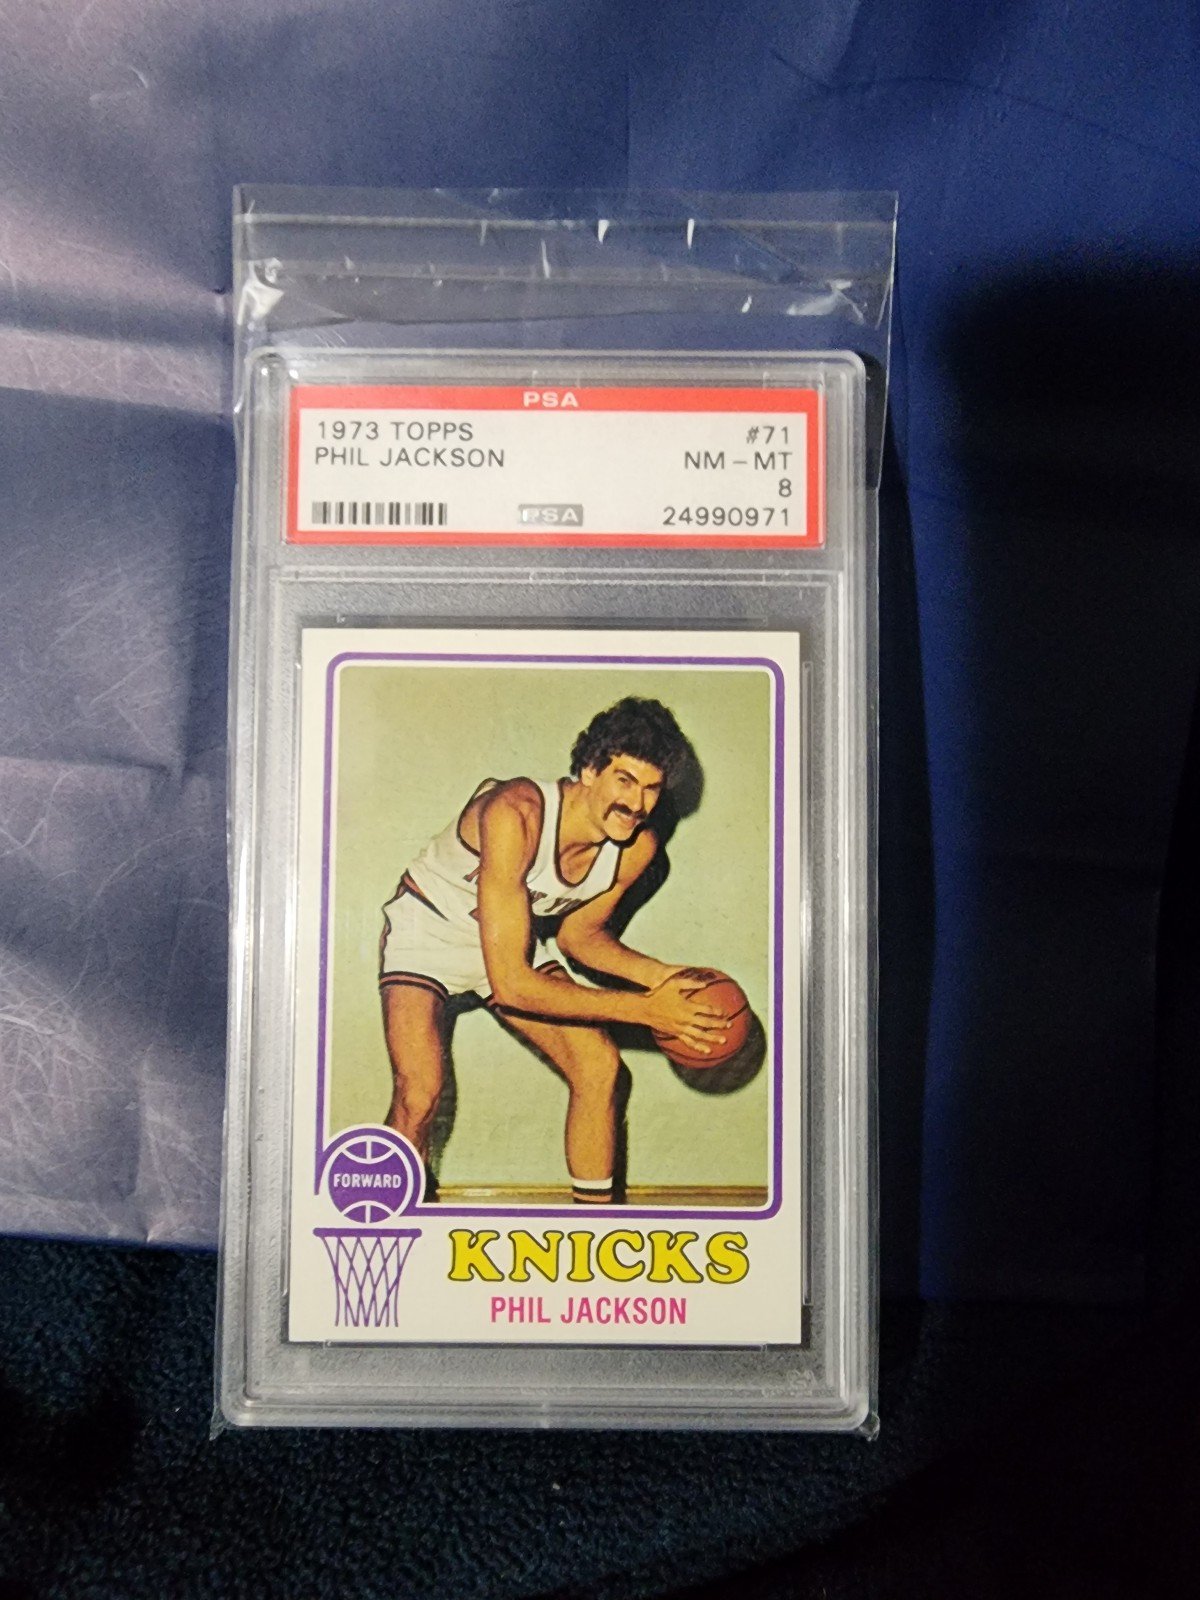 PSA
1973 TOPPS #71
PHIL JACKSON NM - MT
8
PSA 24990971
FORWARD
KNICKS
PHIL JACKSON